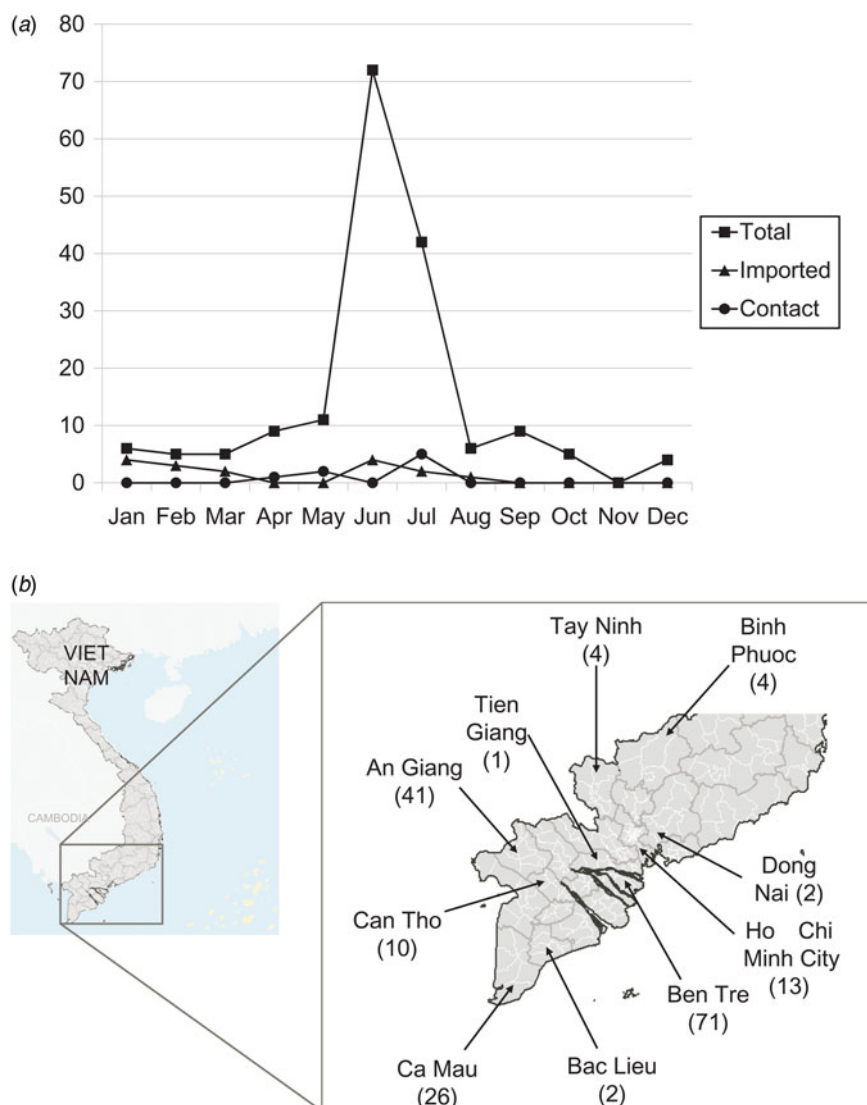 (a)
80
70
60
50
40
30
20
10
0
Jan Feb Mar Apr May Jun Jul Aug Sep Oct Nov Dec
Total
Imported
Contact
(b)
VIET
NAM
CAMBODIA
Tay Ninh
(4)
Binh
Phuoc
(4)
Tien
Giang
(1)
An Giang
(41)
Can Tho
(10)
Dong
Nai (2)
Ho Chi
Minh City
(13)
Ben Tre
(71)
Ca Mau
(26)
Bac Lieu
(2)